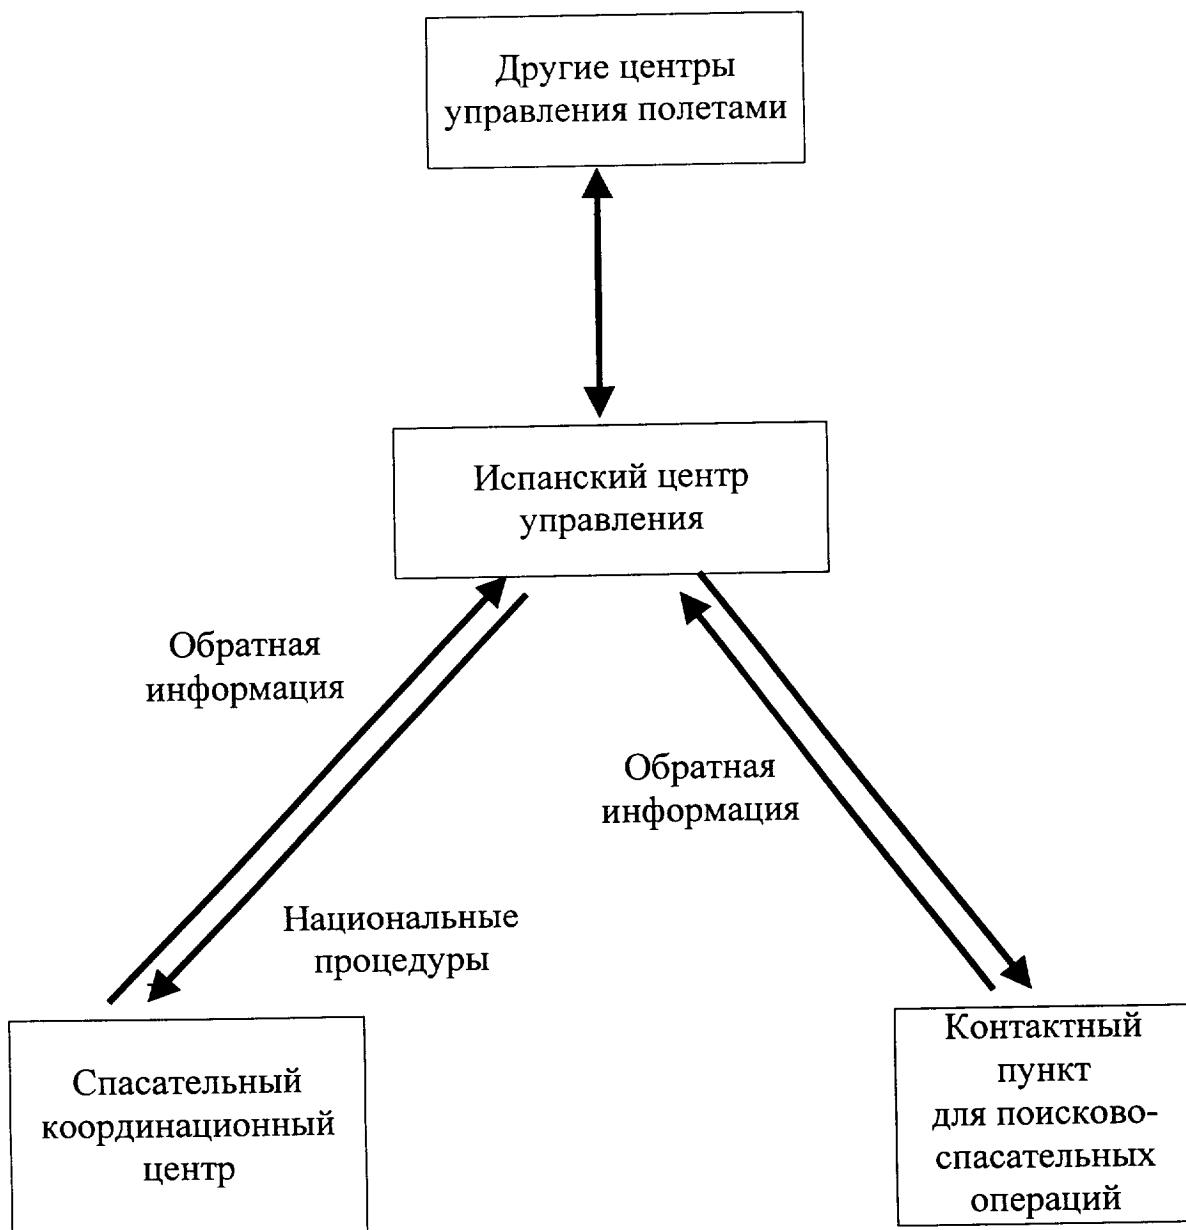 Другие центры
управления полетами
Испанский центр
управления
Обратная
информация
Обратная
информация
Национальные
процедуры
Спасательный
координационный
центр
Контактный
пункт
для поисково-
спасательных
операций